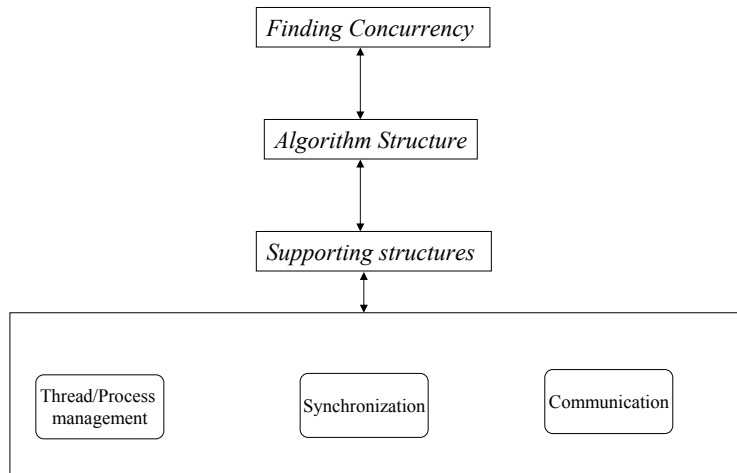 Finding Concurrency
Algorithm Structure
Supporting structures
Thread/Process
management
Synchronization
Communication